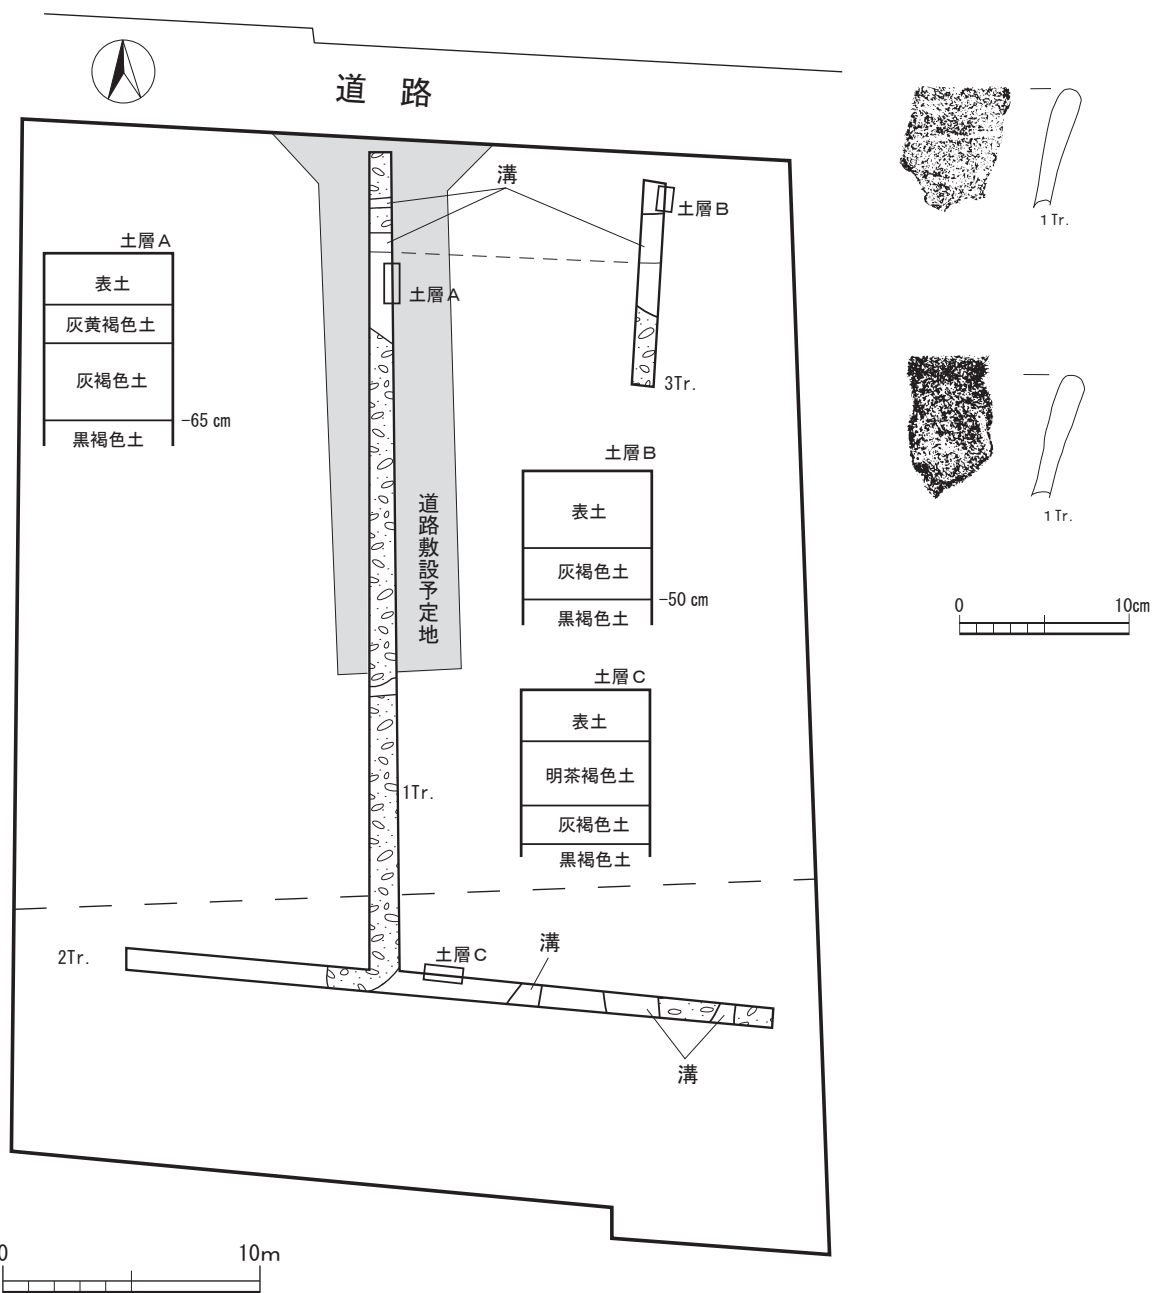 道 路
溝
土層B
土層A
土層A
表土
灰黄褐色土
灰褐色土
-65 cm
黒褐色土
3Tr.
道路敷設予定地
土層B
表土
灰褐色土
-50 cm
黒褐色土
土層C
表土
明茶褐色土
灰褐色土
黒褐色土
1Tr.
2Tr.
土層C
溝
溝
0 10m
1Tr.
1Tr.
0 10cm